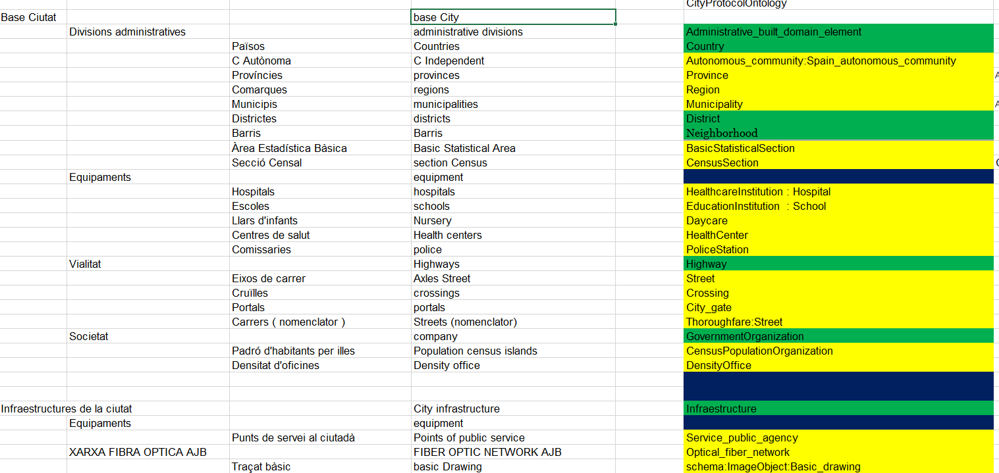 CityProtocolOntology
Base Ciutat base City
Divisions administratives administrative divisions Administrative_built_domain_element
Països Countries Country
C Autònoma C Independent Autonomous_community:Spain_autonomous_community
Províncies provinces Province
Comarques regions Region
Municipis municipalities Municipality
Districtes districts District
Barris Barris Neighborhood
Àrea Estadística Bàsica Basic Statistical Area BasicStatisticalSection
Secció Censal section Census CensusSection
Equipaments equipment
Hospitals hospitals HealthcareInstitution : Hospital
Escoles schools EducationInstitution : School
Llars d'infants Nursery Daycare
Centres de salut Health centers HealthCenter
Comissaries police PoliceStation
Vialitat Highways Highway
Eixos de carrer Axles Street Street
Cruïlles crossings Crossing
Portals portals City_gate
Carrers ( nomenclator ) Streets (nomenclator) Thoroughfare:Street
Societat company GovernmentOrganization
Padró d'habitants per illes Population census islands CensusPopulationOrganization
Densitat d'oficines Density office DensityOffice
Infraestructures de la ciutat City infrastructure Infraestructure
Equipaments equipment
Punts de servei al ciutadà Points of public service Service_public_agency
XARXA FIBRA OPTICA AJB FIBER OPTIC NETWORK AJB Optical_fiber_network
Traçat bàsic basic Drawing schema:ImageObject:Basic_drawing